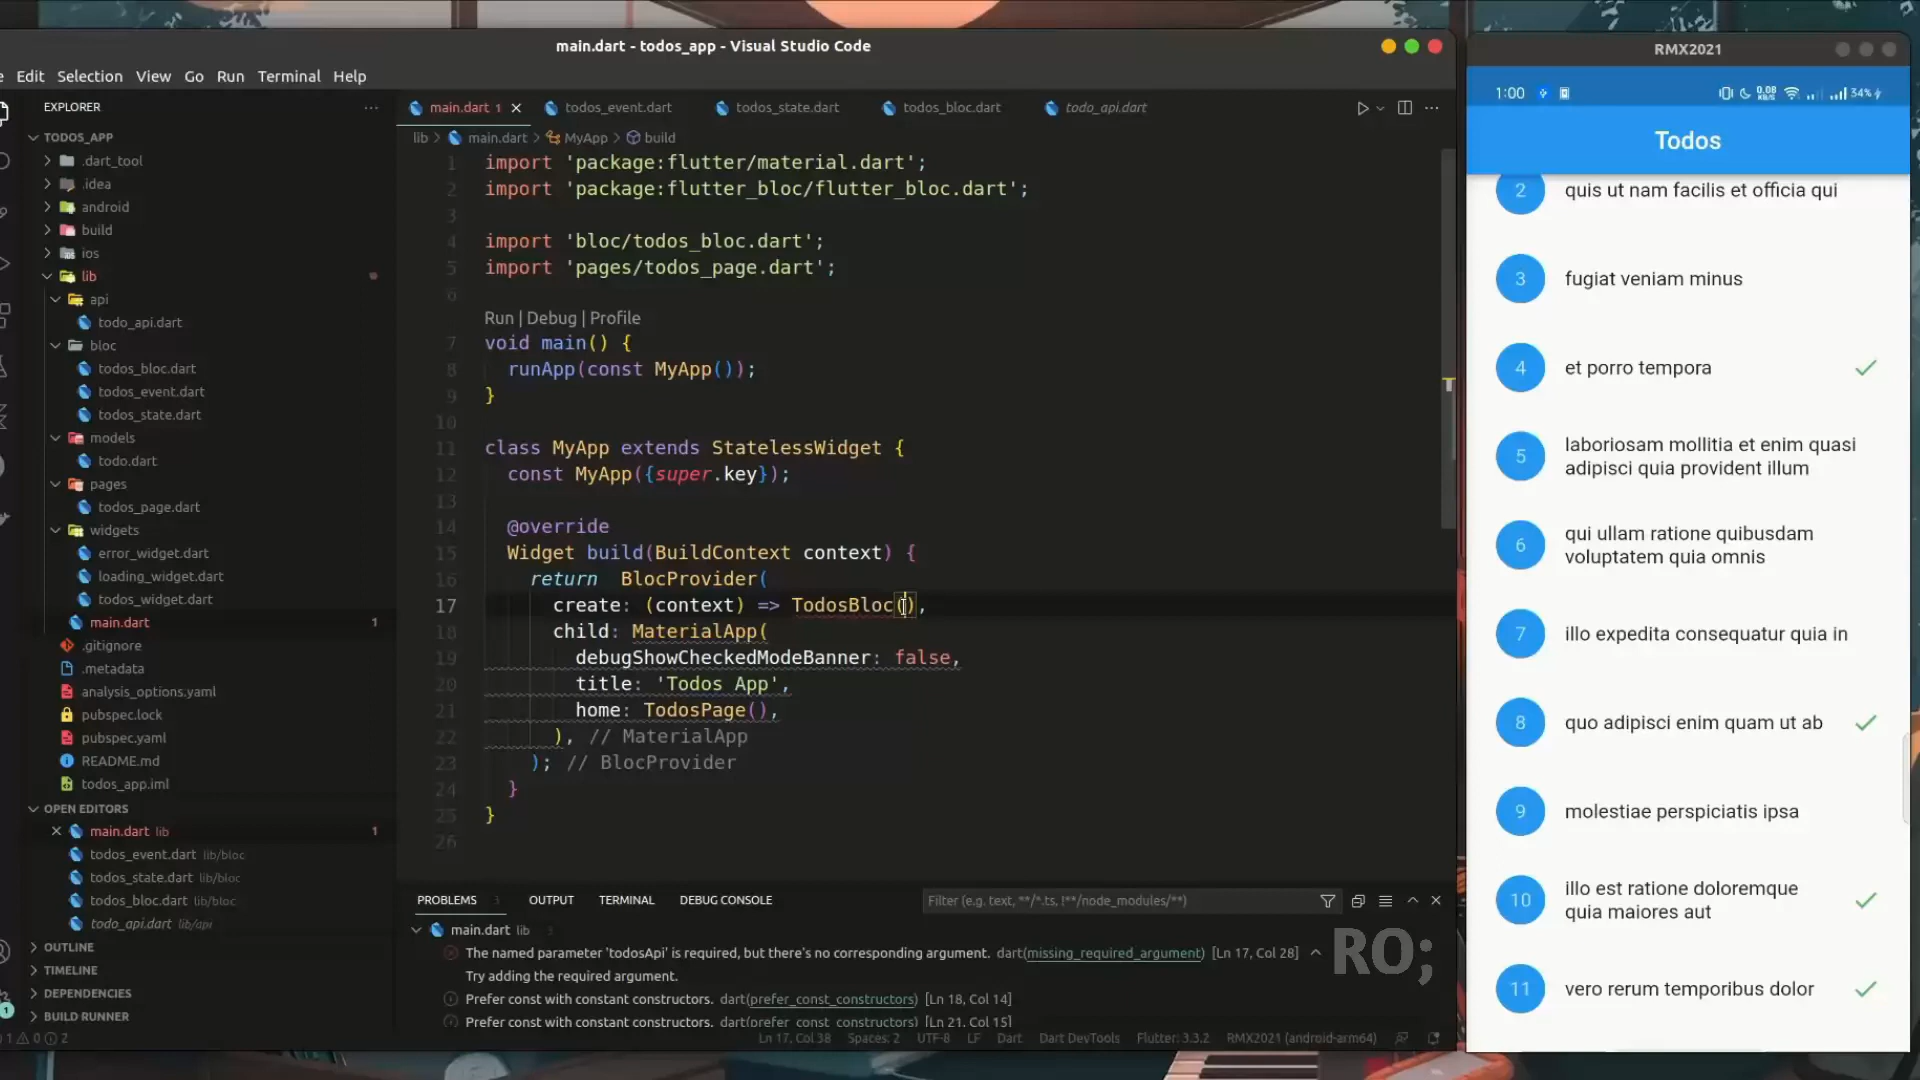 main.dart - todos_app - Visual Studio Code
Edit Selection View Go Run Terminal Help
EXPLORER
TODOS_APP
.dart_tool
.idea
android
build
ios
lib
api
todo_api.dart
bloc
todos_bloc.dart
todos_event.dart
todos_state.dart
models
todo.dart
pages
todos_page.dart
widgets
error_widget.dart
loading_widget.dart
todos_widget.dart
main.dart 1
.gitignore
.metadata
analysis_options.yaml
pubspec.lock
pubspec.yaml
README.md
todos_app.iml
OPEN EDITORS
main.dart lib 1
todos_event.dart lib/bloc
todos_state.dart lib/bloc
todos_bloc.dart lib/bloc
todo_api.dart lib/api
OUTLINE
TIMELINE
DEPENDENCIES
BUILD RUNNER
main.dart 1 todos_event.dart todos_state.dart todos_bloc.dart todo_api.dart
lib > main.dart > MyApp > build
1 import 'package:flutter/material.dart';
2 import 'package:flutter_bloc/flutter_bloc.dart';
3
4 import 'bloc/todos_bloc.dart';
5 import 'pages/todos_page.dart';
6
Run | Debug | Profile
7 void main() {
8 runApp(const MyApp());
9 }
10
11 class MyApp extends StatelessWidget {
12 const MyApp({super.key});
13
14 @override
15 Widget build(BuildContext context) {
16 return BlocProvider(
17 create: (context) => TodosBloc(),
18 child: MaterialApp(
19 debugShowCheckedModeBanner: false,
20 title: 'Todos App',
21 home: TodosPage(),
22 ), // MaterialApp
23 ); // BlocProvider
24 }
25 }
26
PROBLEMS 3 OUTPUT TERMINAL DEBUG CONSOLE Filter (e.g. text, **/*.ts, !**/node_modules/**)
main.dart lib 3
The named parameter 'todosApi' is required, but there's no corresponding argument. dart(missing_required_argument) [Ln 17, Col 28]
Try adding the required argument.
Prefer const with constant constructors. dart(prefer_const_constructors) [Ln 18, Col 14]
Prefer const with constant constructors. dart(prefer_const_constructors) [Ln 21, Col 15]
RO;
1 0 2 Ln 17, Col 38 Spaces: 2 UTF-8 LF Dart Dart DevTools Flutter: 3.3.2 RMX2021 (android-arm64)
RMX2021
1:00 0.08 KB/S 34%
Todos
2 quis ut nam facilis et officia qui
3 fugiat veniam minus
4 et porro tempora
5 laboriosam mollitia et enim quasi
adipisci quia provident illum
6 qui ullam ratione quibusdam
voluptatem quia omnis
7 illo expedita consequatur quia in
8 quo adipisci enim quam ut ab
9 molestiae perspiciatis ipsa
10 illo est ratione doloremque
quia maiores aut
11 vero rerum temporibus dolor